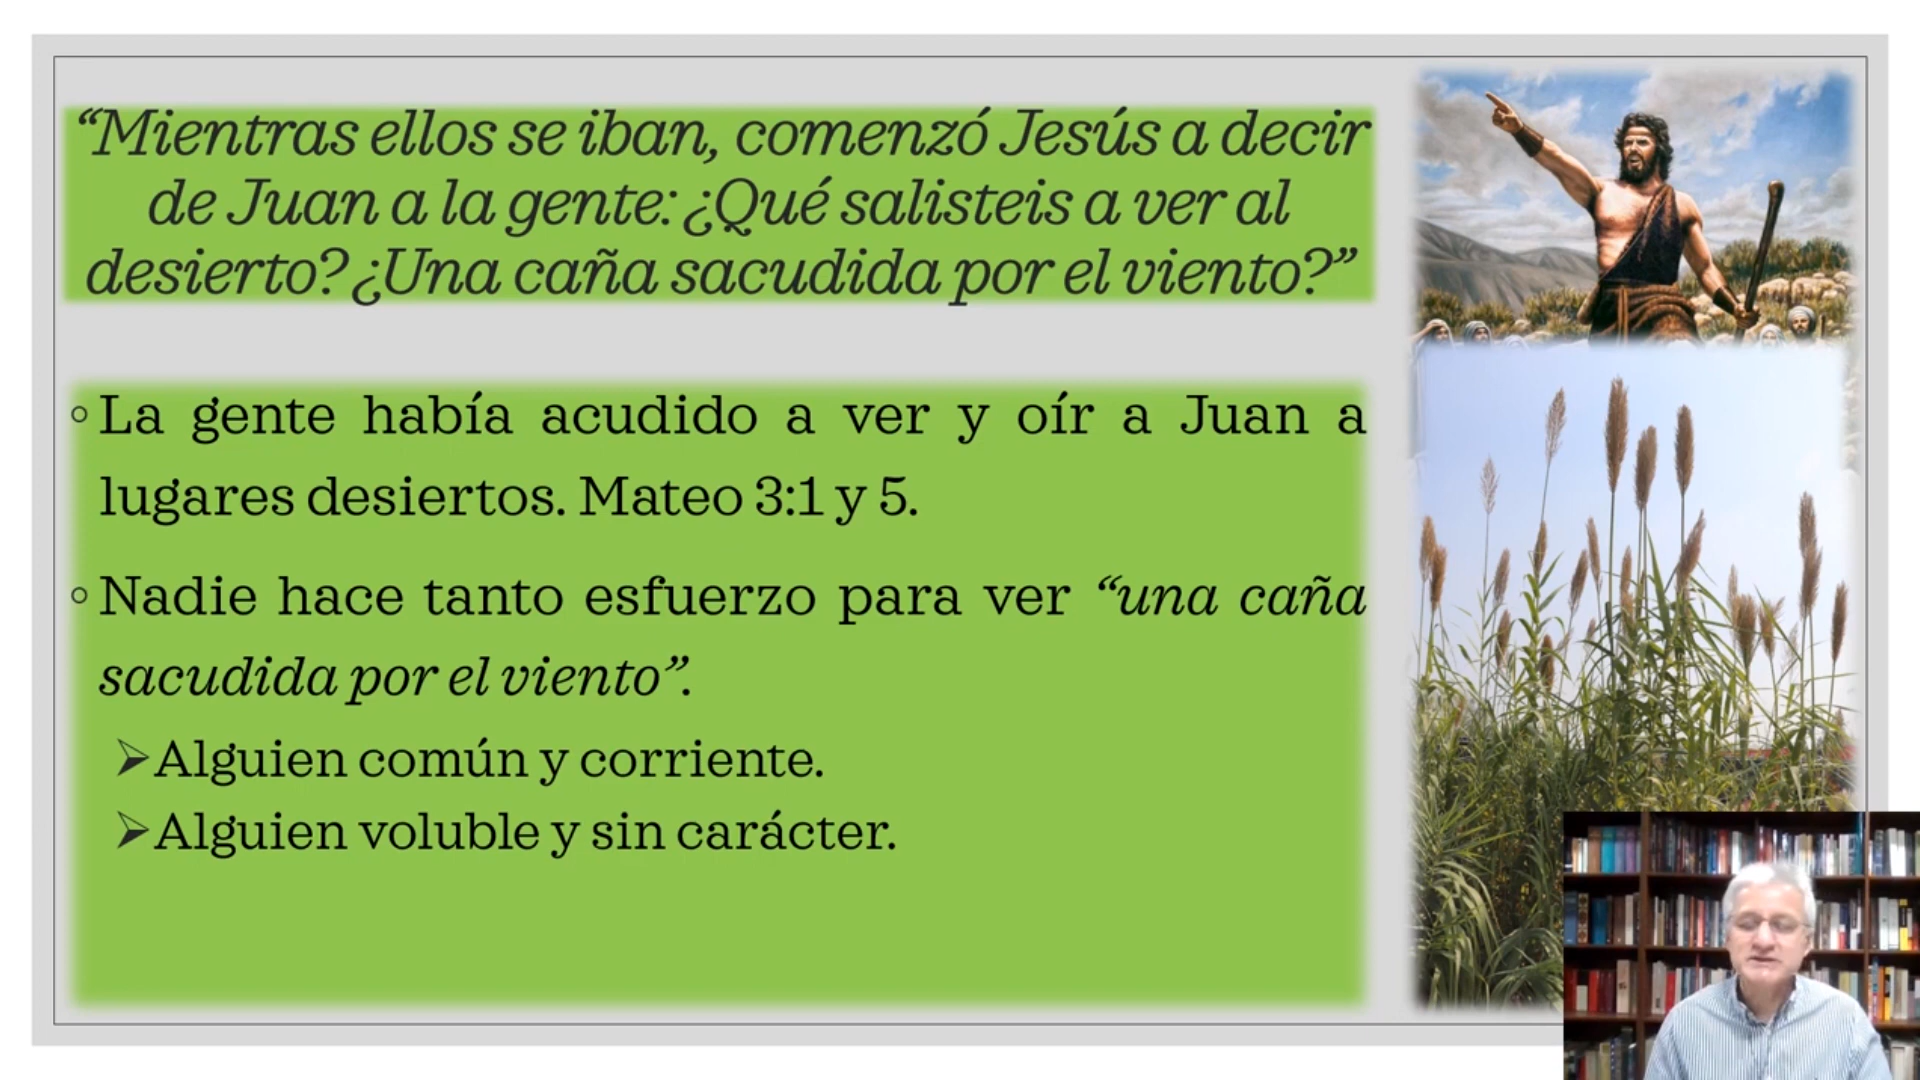 “Mientras ellos se iban, comenzó Jesús a decir
de Juan a la gente: ¿Qué salisteis a ver al
desierto? ¿Una caña sacudida por el viento?”
◦ La gente había acudido a ver y oír a Juan a
lugares desiertos. Mateo 3:1 y 5.
◦ Nadie hace tanto esfuerzo para ver “una caña
sacudida por el viento”.
➢ Alguien común y corriente.
➢ Alguien voluble y sin carácter.